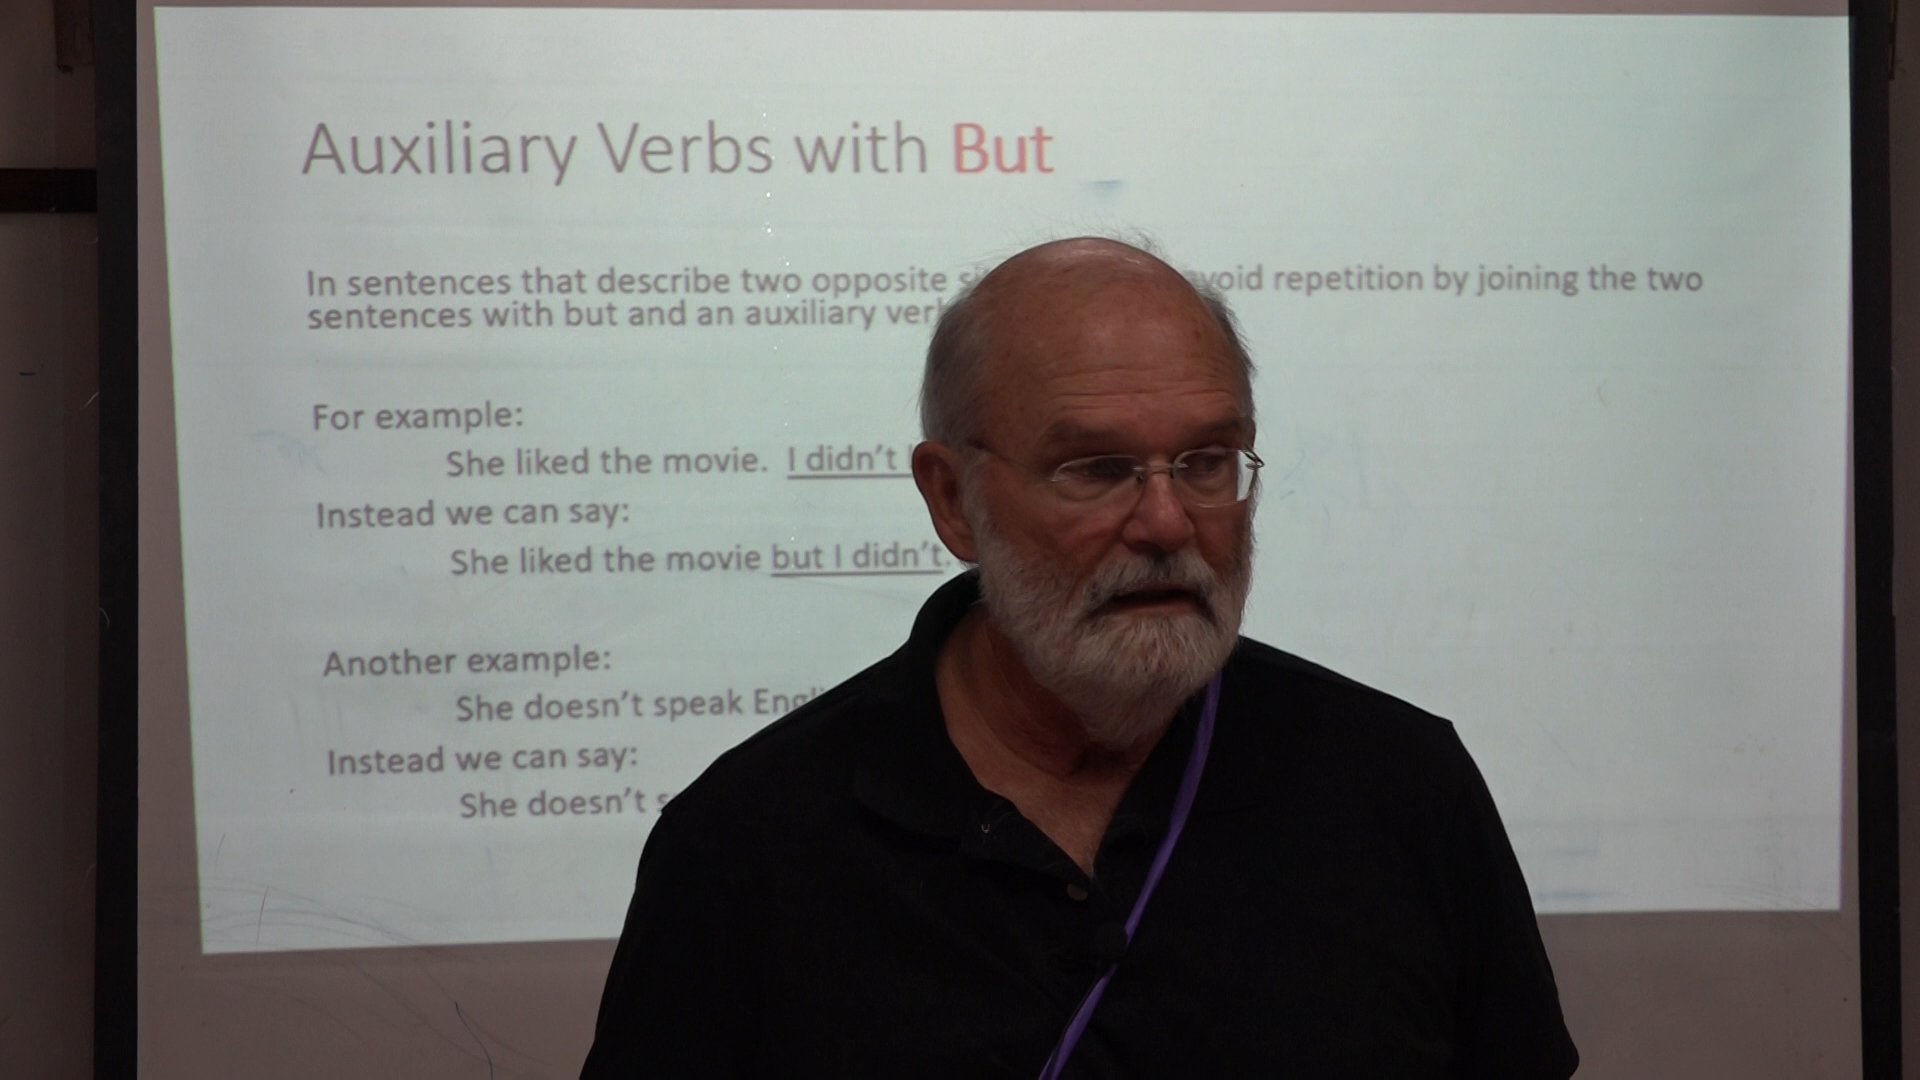 Auxiliary Verbs with But
In sentences that describe two opposite avoid repetition by joining the two
sentences with but and an auxiliary
For example:
She liked the movie. I didn't
Instead we can say:
She liked the movie but I didn't.
Another example:
She doesn't speak
Instead we can say:
She doesn't